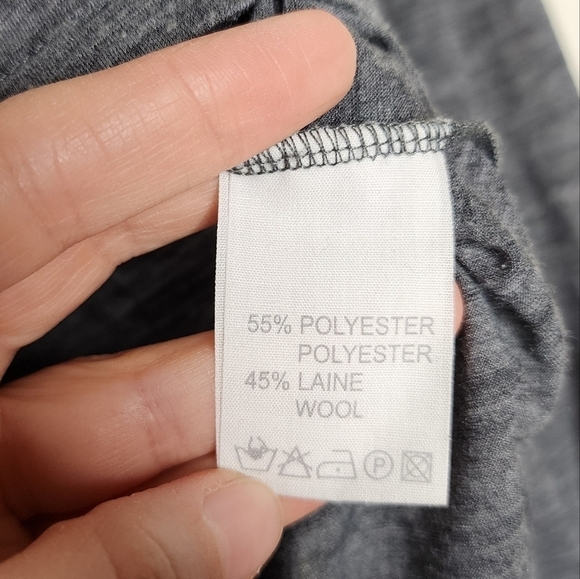 55% POLYESTER
POLYESTER
45% LAINE
WOOL
P